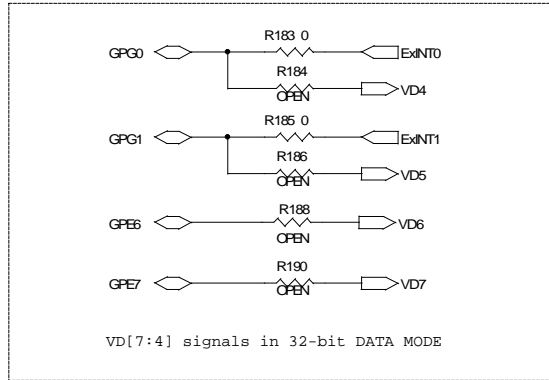 R183 0
GPG0 ExINT0
R184
OPEN VD4
R185 0
GPG1 ExINT1
R186
OPEN VD5
R188
GPE6 VD6
OPEN
R190
GPE7 VD7
OPEN
VD[7:4] signals in 32-bit DATA MODE